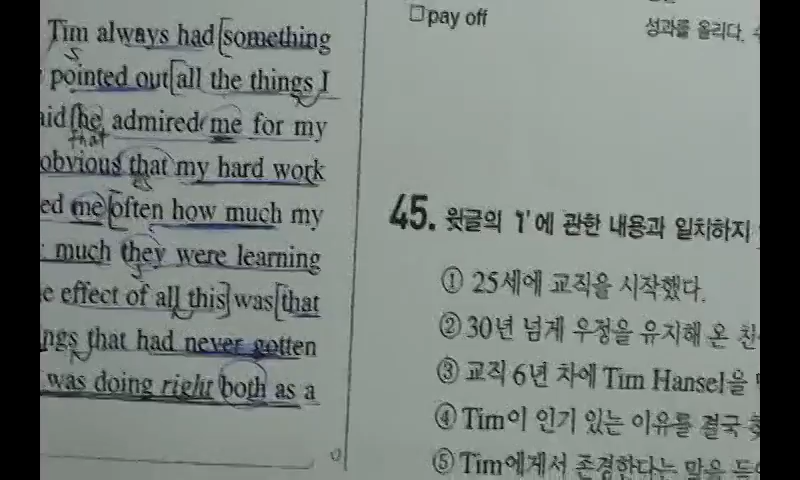 Tim always had something
pointed out all the things I
he admired me for my
that
obvious that my hard work
me often how much my
much they were learning
effect of all this was that
that had never gotten
was doing right both as a
□pay off
성과를 올리다.
45. 윗글의 'I'에 관한 내용과 일치하지
① 25세에 교직을 시작했다.
② 30년 넘게 우정을 유지해 온
③ 교직 6년 차에 Tim Hansel을
④ Tim이 인기 있는 이유를 결국
⑤ Tim에게서 존경한다는 말을